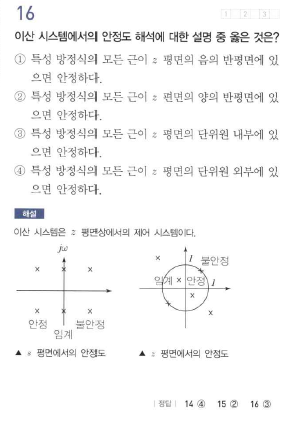 16
1 2 3
이산 시스템에서의 안정도 해석에 대한 설명 중 옳은 것은?
① 특성 방정식의 모든 근이 z 평면의 음의 반평면에 있
으면 안정하다.
② 특성 방정식의 모든 근이 z 평면의 양의 반평면에 있
으면 안정하다.
③ 특성 방정식의 모든 근이 z 평면의 단위원 내부에 있
으면 안정하다.
④ 특성 방정식의 모든 근이 z 평면의 단위원 외부에 있
으면 안정하다.
해설
이산 시스템은 z 평면상에서의 제어 시스템이다.
jω
안정 불안정
임계
▲ s 평면에서의 안정도
1 불안정
임계 안정
1
▲ z 평면에서의 안정도
정답 14 ④ 15 ② 16 ③